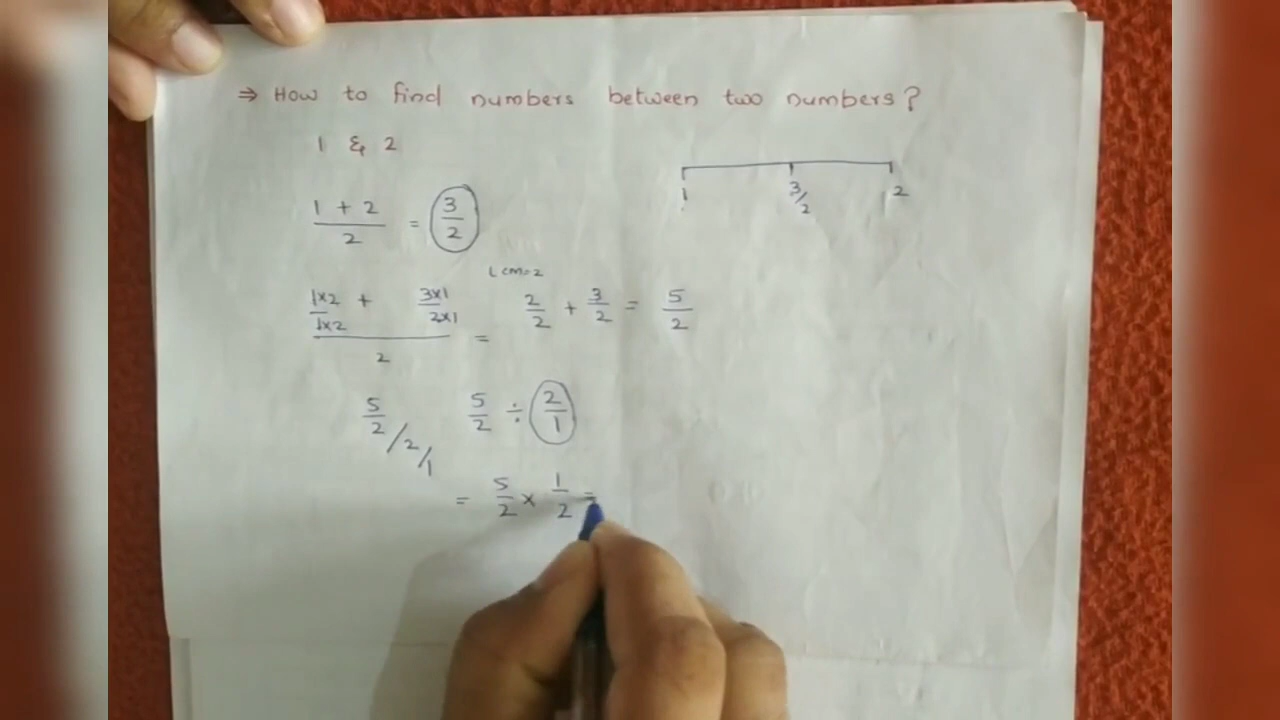 ⇒ How to find numbers between two numbers?
1 & 2
1 3/2 2
1 + 2 / 2 = 3/2
LCM=2
1×2/1×2 + 3×1/2×1 / 2 = 2/2 + 3/2 = 5/2
5/2 / 2/1 5/2 ÷ 2/1
= 5/2 × 1/2 =